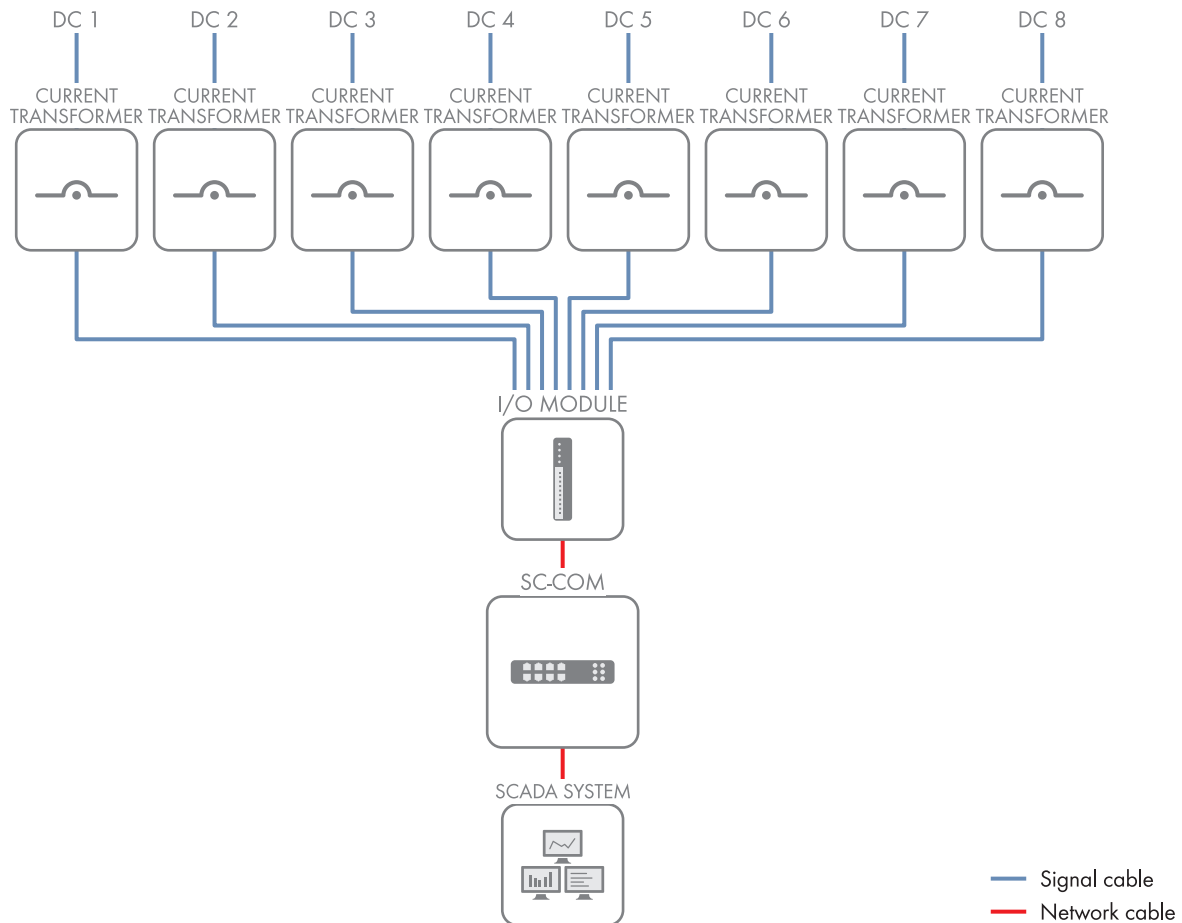 DC 1 DC 2 DC 3 DC 4 DC 5 DC 6 DC 7 DC 8
CURRENT CURRENT CURRENT CURRENT CURRENT CURRENT CURRENT CURRENT
TRANSFORMER TRANSFORMER TRANSFORMER TRANSFORMER TRANSFORMER TRANSFORMER TRANSFORMER TRANSFORMER
I/O MODULE
SC-COM
SCADA SYSTEM
Signal cable
Network cable